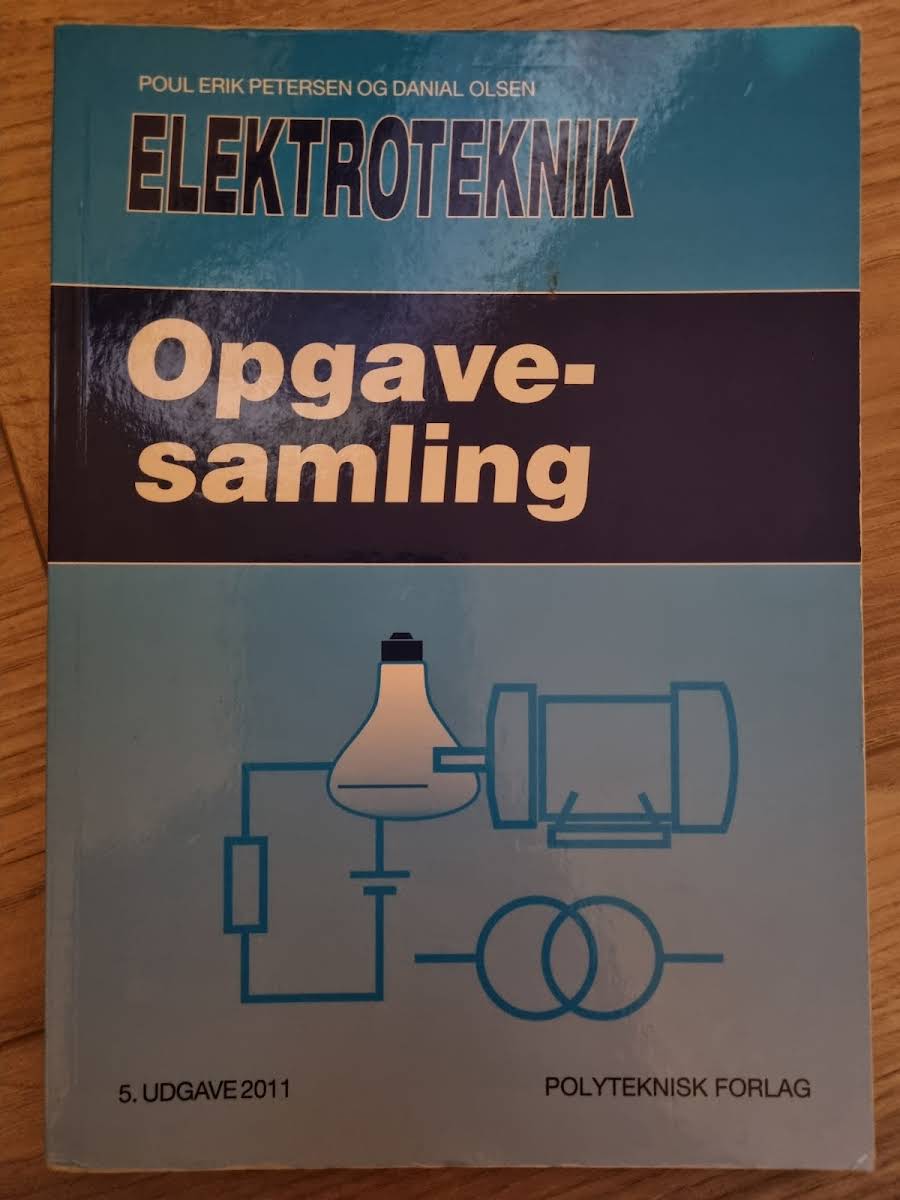 POUL ERIK PETERSEN OG DANIAL OLSEN
ELEKTROTEKNIK
Opgave-
samling
5. UDGAVE 2011
POLYTEKNISK FORLAG